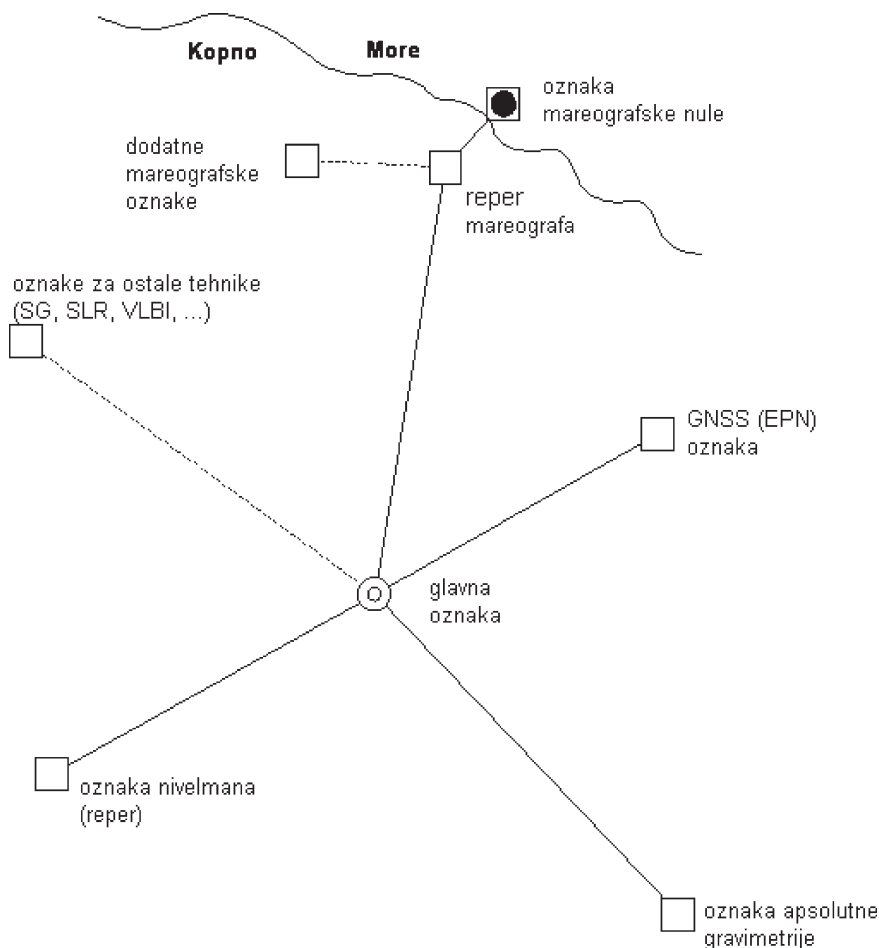 Kopno
More
oznaka
mareografske nule
dodatne
mareografske
oznake
reper
mareografa
oznake za ostale tehnike
(SG, SLR, VLBI, ...)
GNSS (EPN)
oznaka
glavna
oznaka
oznaka nivelmana
(reper)
oznaka apsolutne
gravimetrije